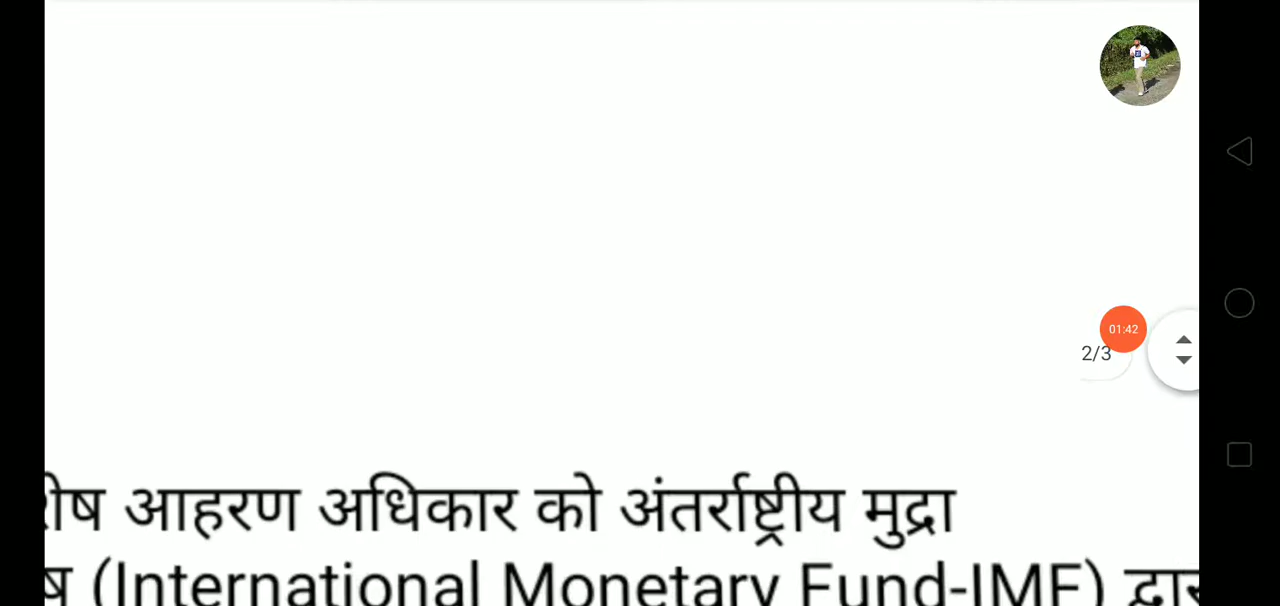 01:42
2/3
आहरण अधिकार को अंतर्राष्ट्रीय मुद्रा
(International Monetary Fund-IMF)